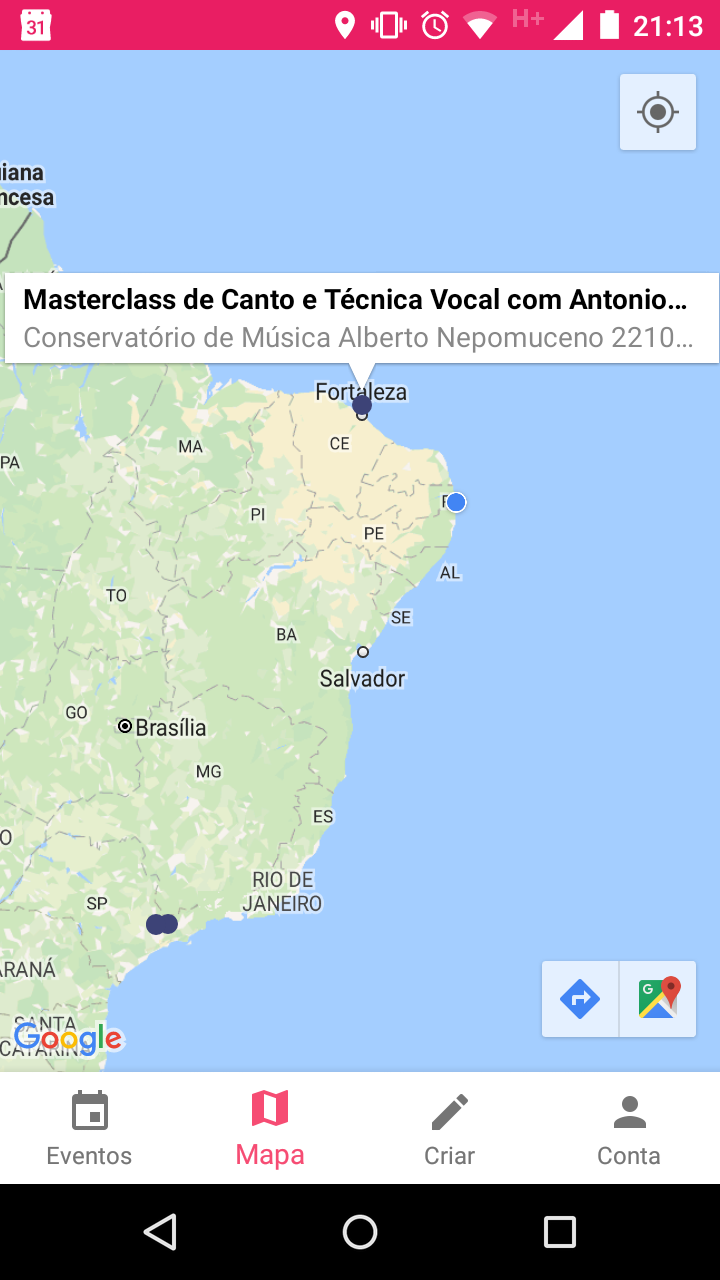 31
H+
21:13
uiana
ncesa
Masterclass de Canto e Técnica Vocal com Antonio...
Conservatório de Música Alberto Nepomuceno 2210...
Fortaleza
CE
MA
PA
PI
PE
AL
TO
SE
BA
Salvador
GO
Brasília
MG
ES
O
RIO DE
JANEIRO
SP
ARANÁ
SANTA
CATARINA
Google
G
Eventos
Mapa
Criar
Conta